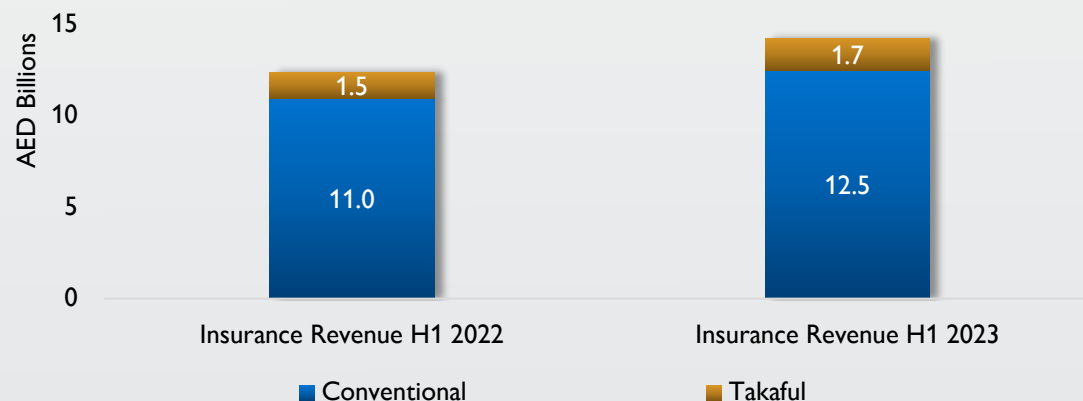 15
AED Billions
1.5
1.7
10
11.0
12.5
5
0
Insurance Revenue H1 2022
Insurance Revenue H1 2023
Conventional
Takaful